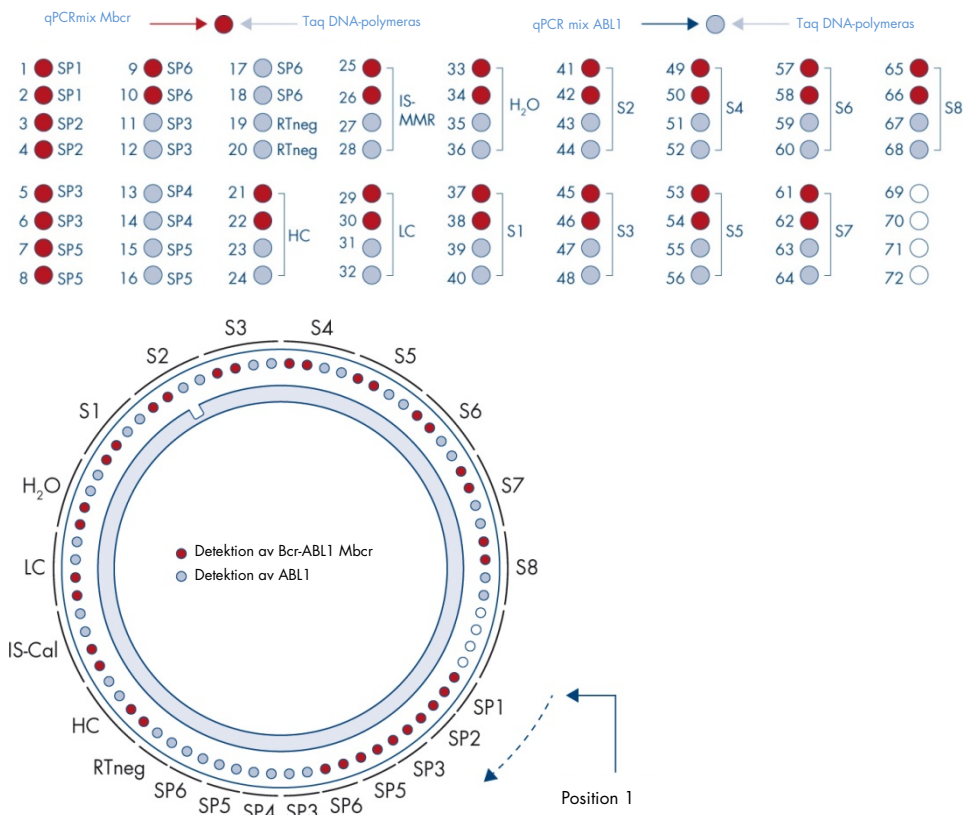 qPCRmix Mbcr Taq DNA-polymeras qPCR mix ABL1 Taq DNA-polymeras
1 SP1 9 SP6 17 SP6 25 33 41 49 57 65
2 SP1 10 SP6 18 SP6 26 34 42 50 58 66
IS-MMR H₂O S2 S4 S6 S8
3 SP2 11 SP3 19 RTneg 27 35 43 51 59 67
4 SP2 12 SP3 20 RTneg 28 36 44 52 60 68
5 SP3 13 SP4 21 29 37 45 53 61 69
6 SP3 14 SP4 22 30 38 46 54 62 70
HC LC S1 S3 S5 S7
7 SP5 15 SP5 23 31 39 47 55 63 71
8 SP5 16 SP5 24 32 40 48 56 64 72
S3 S4
S2 S5
S1 S6
H₂O S7
Detektion av Bcr-ABL1 Mbcr
LC S8
Detektion av ABL1
IS-Cal
SP1
HC SP2
RTneg SP3
SP6 SP5
SP5 SP4 SP3 SP6
Position 1